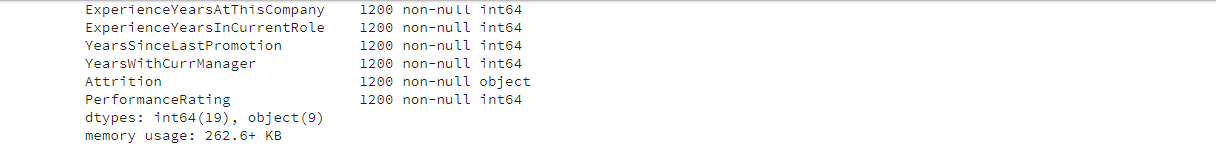 ExperienceYearsAtThisCompany    1200 non-null int64
ExperienceYearsInCurrentRole    1200 non-null int64
YearsSinceLastPromotion         1200 non-null int64
YearsWithCurrManager            1200 non-null int64
Attrition                       1200 non-null object
PerformanceRating               1200 non-null int64
dtypes: int64(19), object(9)
memory usage: 262.6+ KB